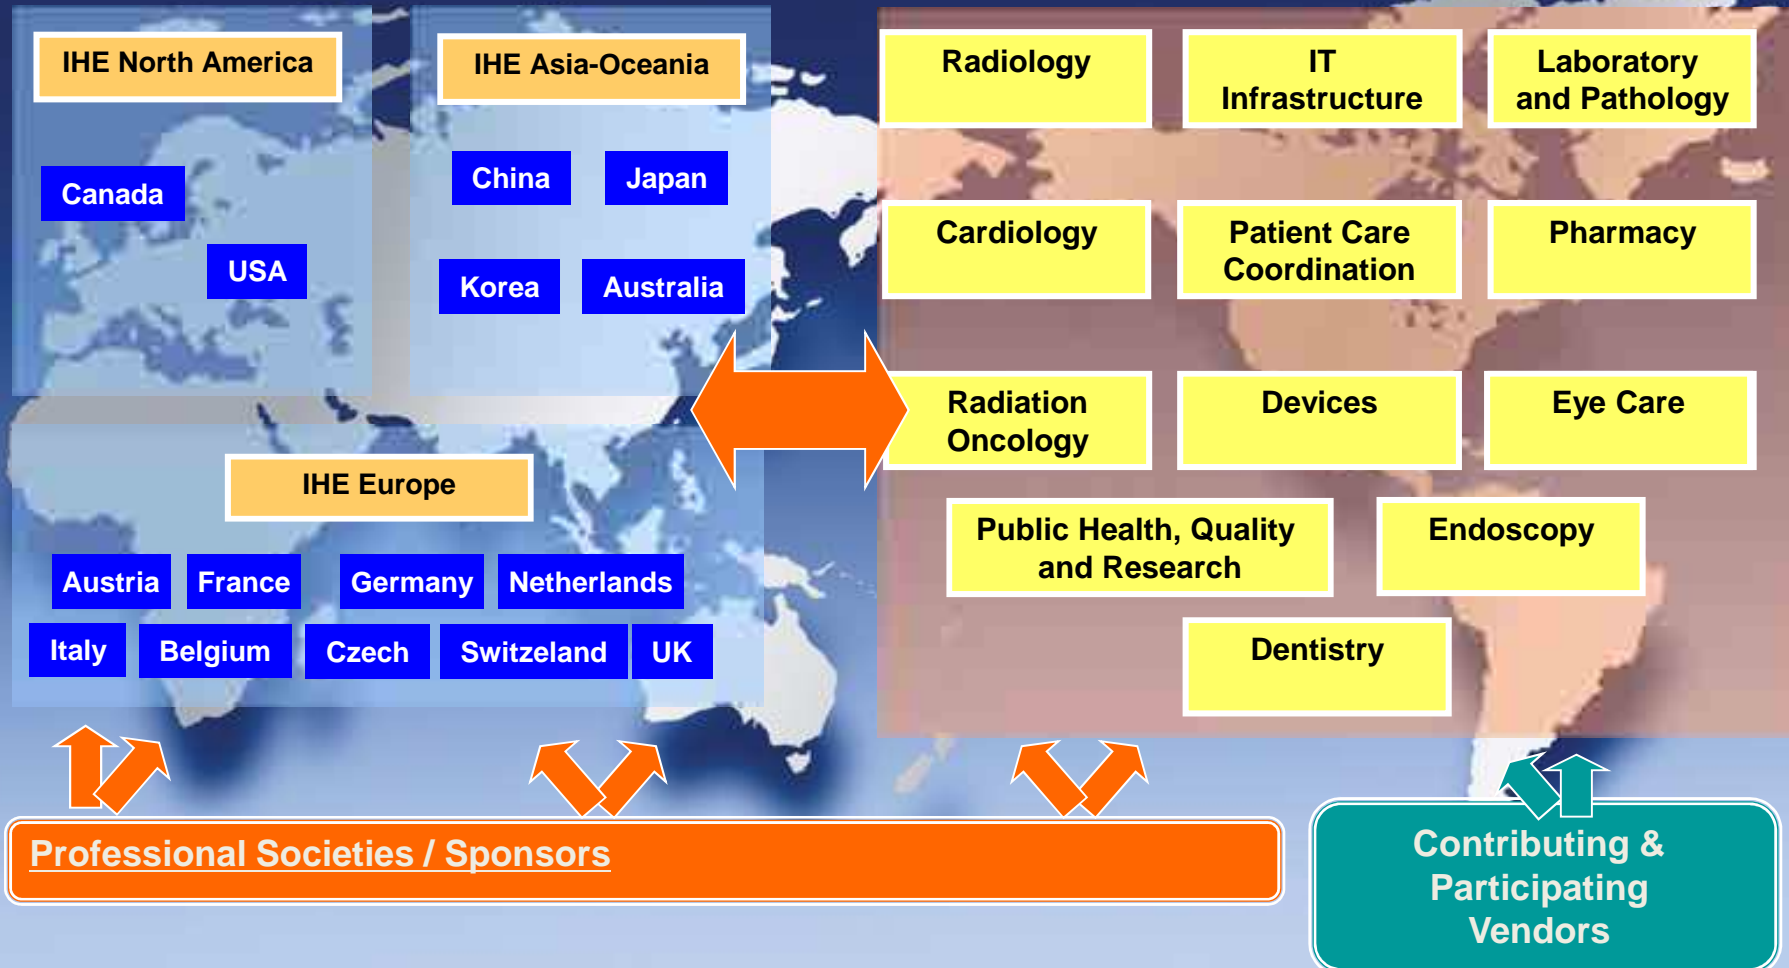 IHE North America
Canada
USA
IHE Asia-Oceania
China
Japan
Korea
Australia
IHE Europe
Austria
France
Germany
Netherlands
Italy
Belgium
Czech
Switzeland
UK
Radiology
IT
Infrastructure
Laboratory
and Pathology
Cardiology
Patient Care
Coordination
Pharmacy
Radiation
Oncology
Devices
Eye Care
Public Health, Quality
and Research
Endoscopy
Dentistry
Professional Societies / Sponsors
Contributing &
Participating
Vendors